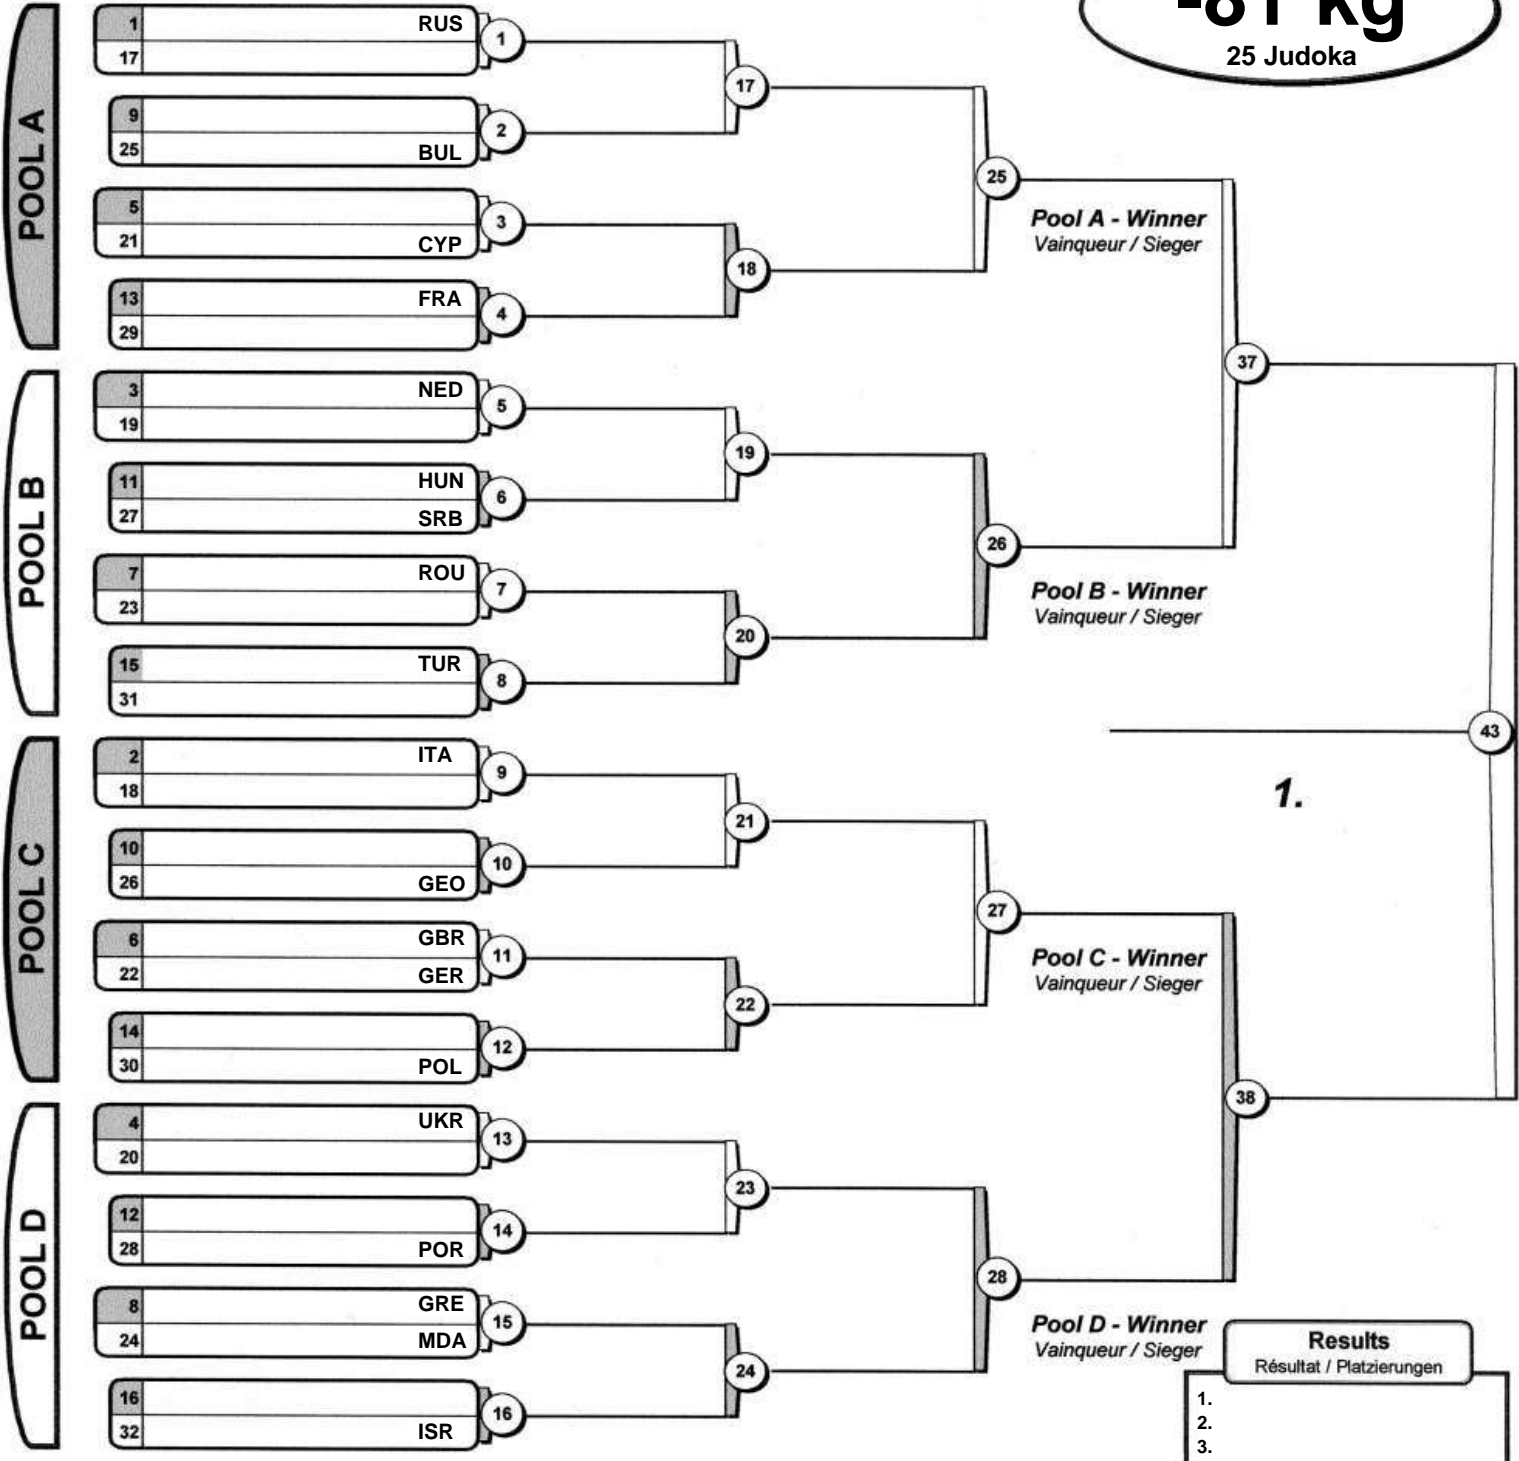 -81 kg
25 Judoka
POOL A
1 RUS
17
1
9
25 BUL
2
5
21 CYP
3
13 FRA
29
4
17
18
25
Pool A - Winner
Vainqueur / Sieger
POOL B
3 NED
19
5
11 HUN
27 SRB
6
7 ROU
23
7
15 TUR
31
8
19
20
26
Pool B - Winner
Vainqueur / Sieger
37
POOL C
2 ITA
18
9
10
26 GEO
10
6 GBR
22 GER
11
14
30 POL
12
21
22
27
Pool C - Winner
Vainqueur / Sieger
43
1.
POOL D
4 UKR
20
13
12
28 POR
14
8 GRE
24 MDA
15
16
32 ISR
16
23
24
28
Pool D - Winner
Vainqueur / Sieger
38
Results
Résultat / Platzierungen
1.
2.
3.